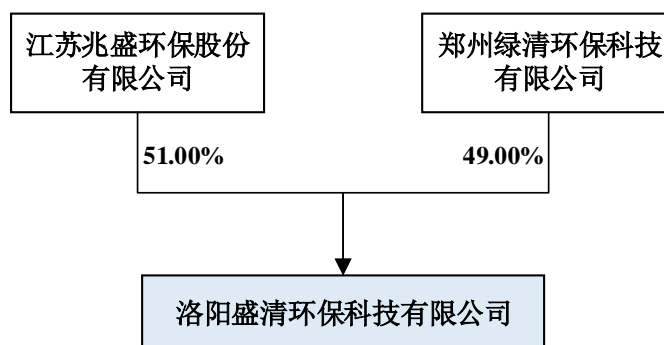 江苏兆盛环保股份
有限公司
郑州绿清环保科技
有限公司
51.00%
49.00%
洛阳盛清环保科技有限公司